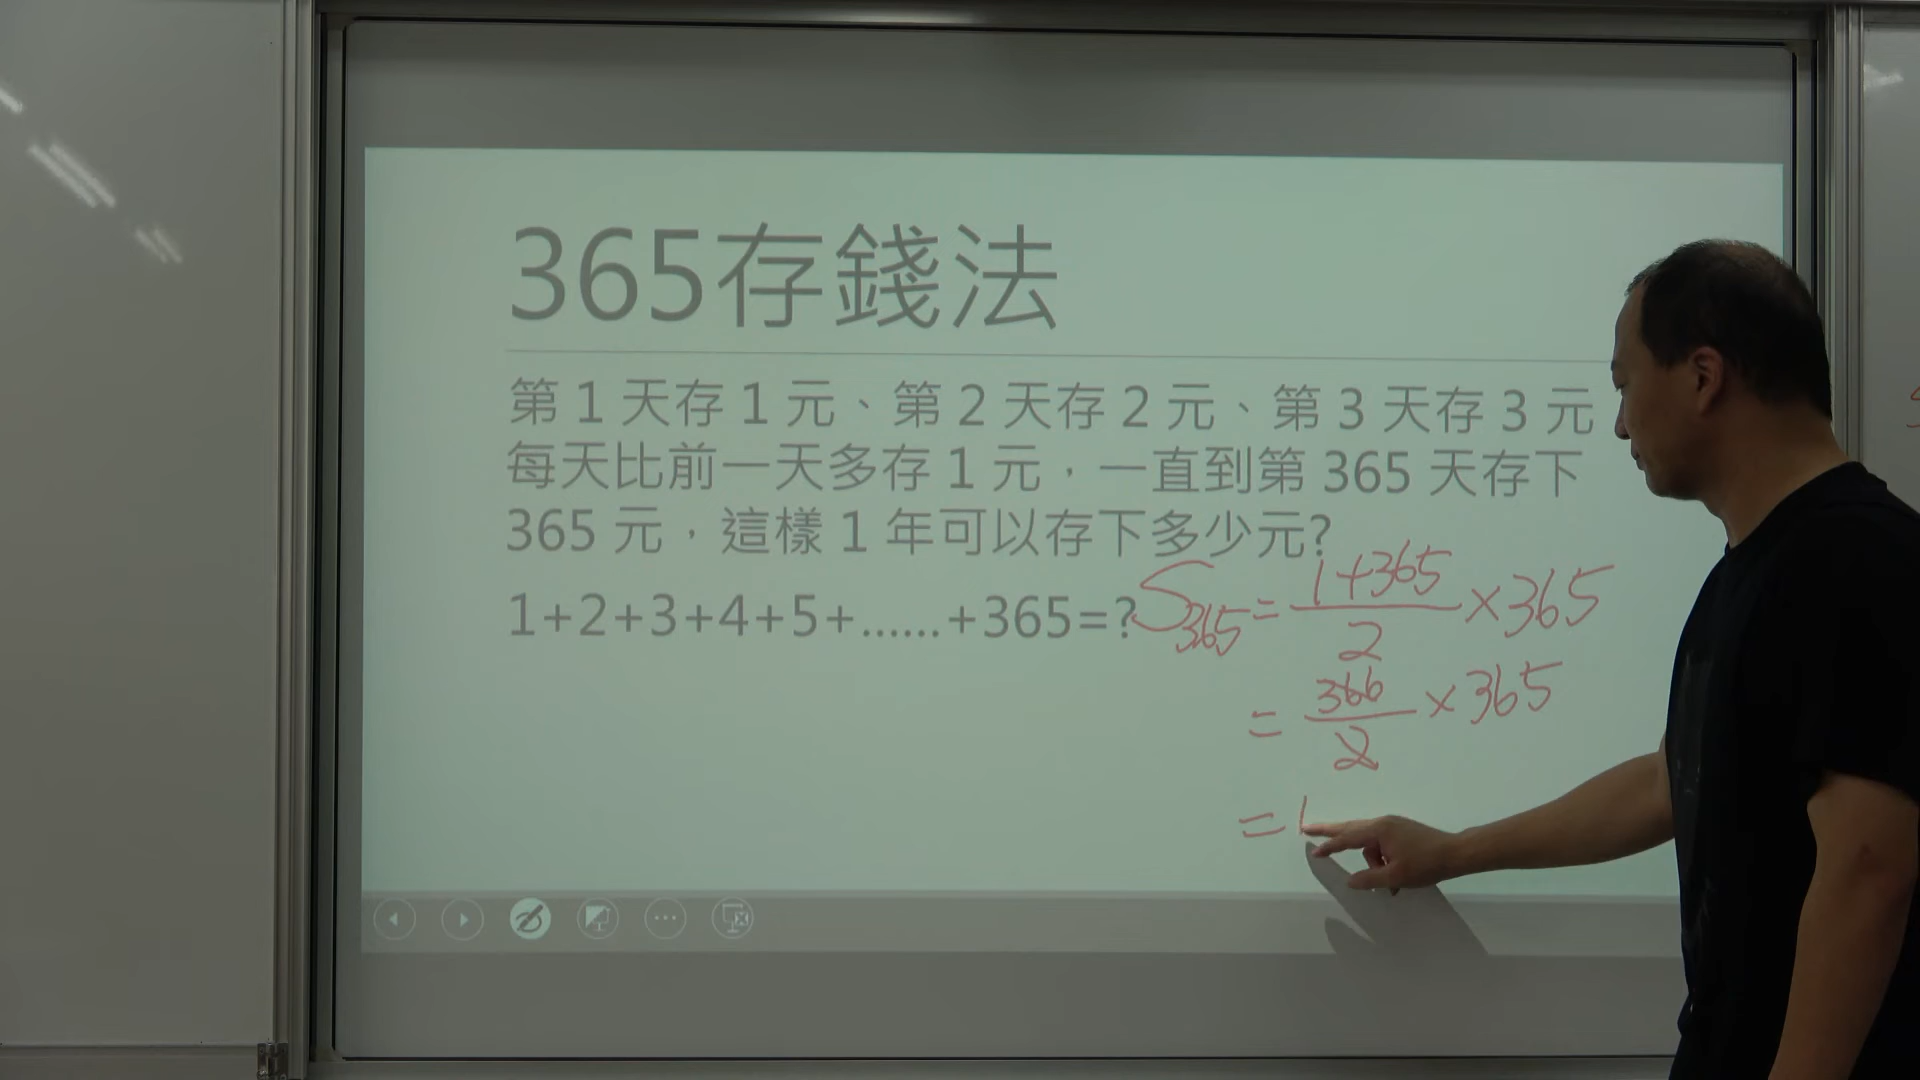 365存錢法
第 1 天存 1 元、第 2 天存 2 元、第 3 天存 3 元
每天比前一天多存 1 元，一直到第 365 天存下
365 元，這樣 1 年可以存下多少元?
1+2+3+4+5+……+365=?
S365 = (1+365)/2 ×365
= 366/2 ×365
= 1